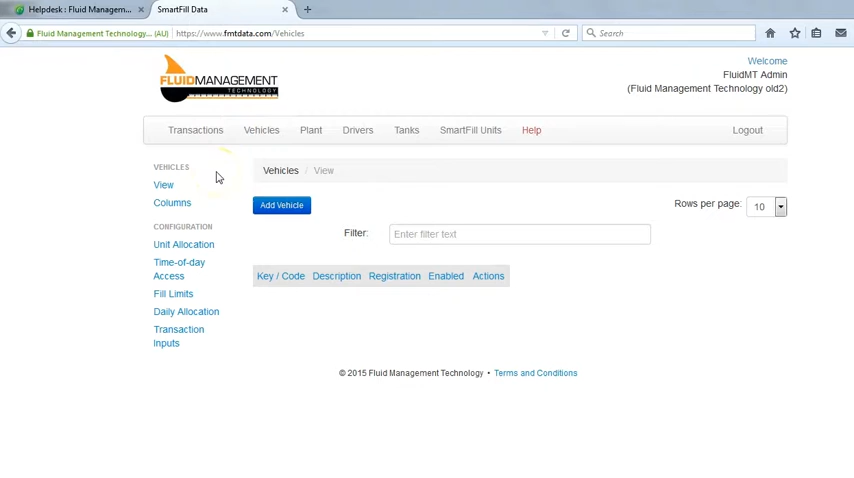 Helpdesk : Fluid Managem...
SmartFill Data
Fluid Management Technology... (AU)
https://www.fmtdata.com/Vehicles
Search
Welcome
FluidMT Admin
(Fluid Management Technology old2)
FLUIDMANAGEMENT
TECHNOLOGY
Transactions Vehicles Plant Drivers Tanks SmartFill Units Help Logout
VEHICLES
View
Columns
CONFIGURATION
Unit Allocation
Time-of-day
Access
Fill Limits
Daily Allocation
Transaction
Inputs
Vehicles / View
Add Vehicle
Rows per page: 10
Filter: Enter filter text
Key / Code Description Registration Enabled Actions
© 2015 Fluid Management Technology • Terms and Conditions